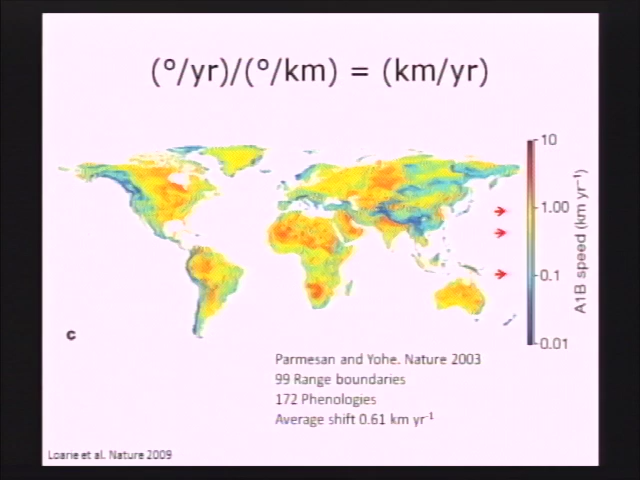 (°/yr)/(°/km) = (km/yr)
10
1.00
0.1
0.01
A1B speed (km yr⁻¹)
c
Parmesan and Yohe. Nature 2003
99 Range boundaries
172 Phenologies
Average shift 0.61 km yr⁻¹
Loarie et al. Nature 2009